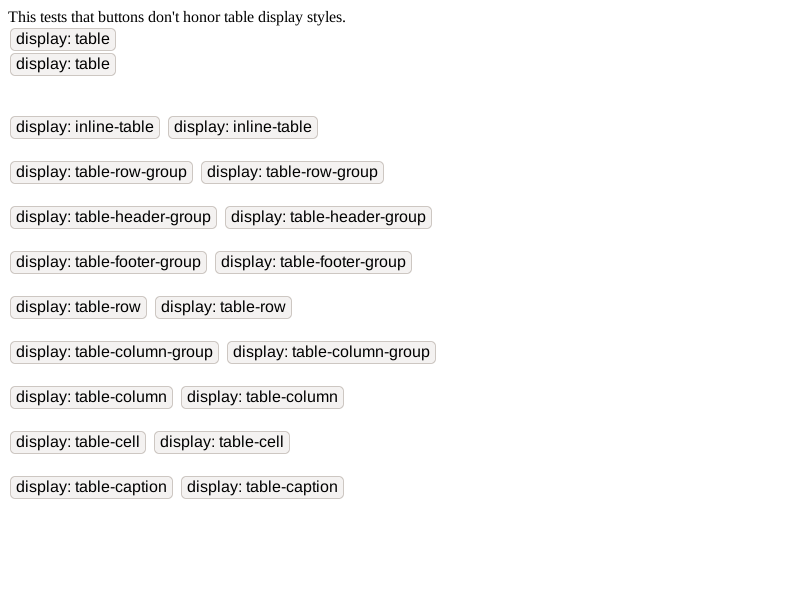 This tests that buttons don't honor table display styles.
display: table
display: table
display: inline-table display: inline-table
display: table-row-group display: table-row-group
display: table-header-group display: table-header-group
display: table-footer-group display: table-footer-group
display: table-row display: table-row
display: table-column-group display: table-column-group
display: table-column display: table-column
display: table-cell display: table-cell
display: table-caption display: table-caption